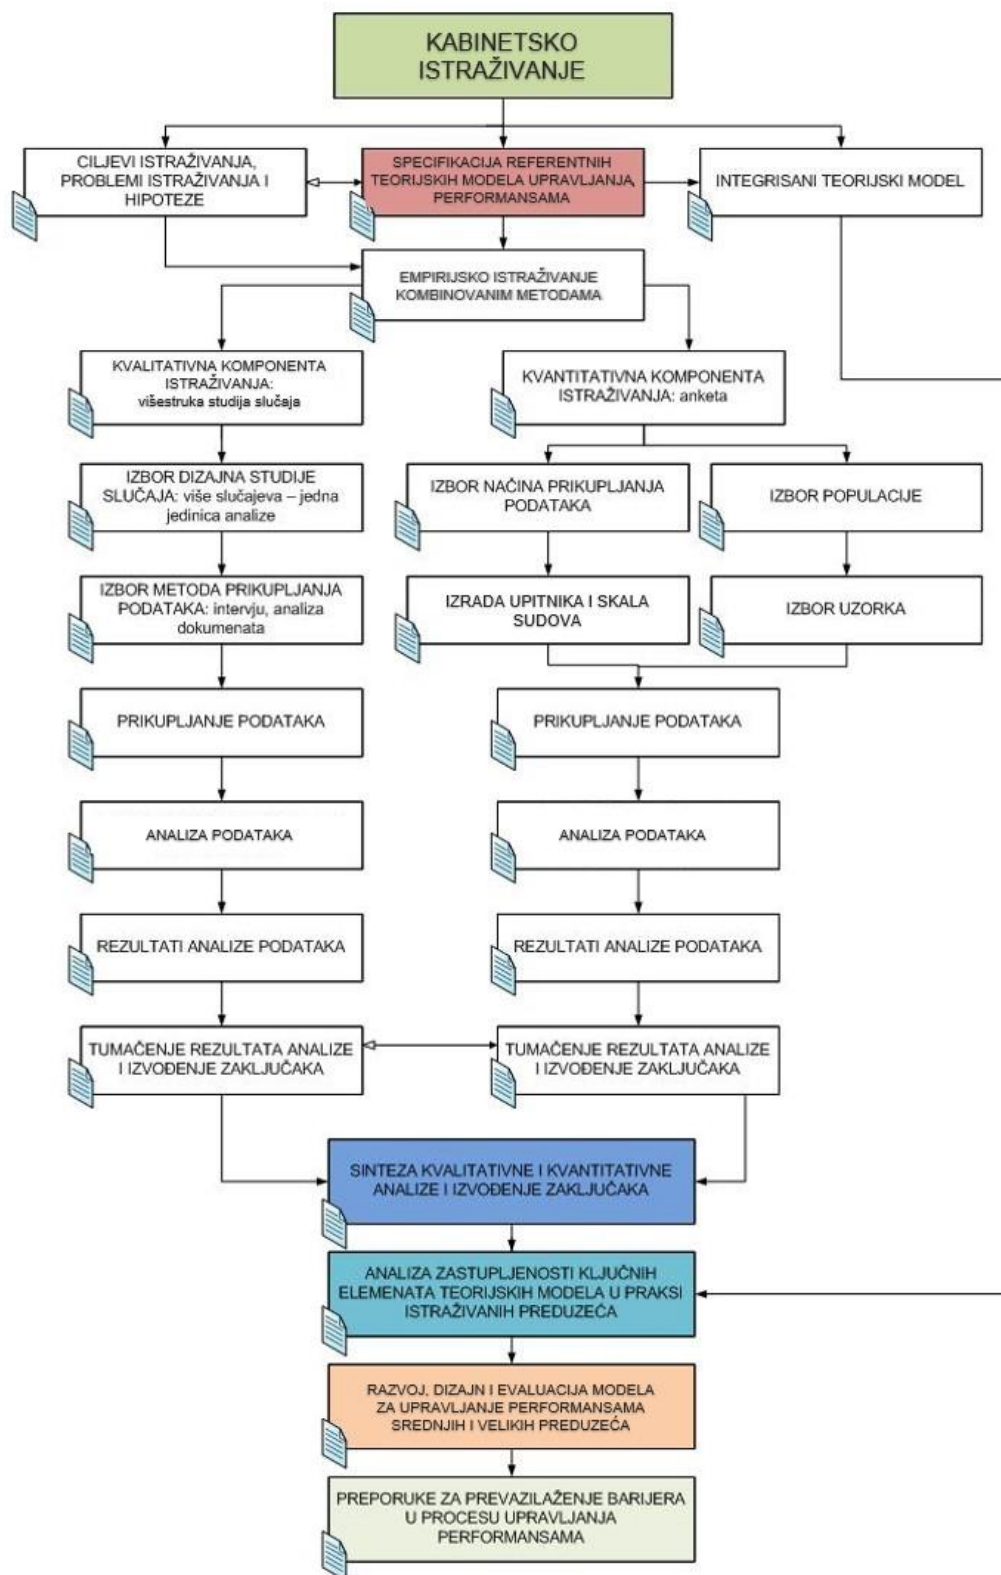 KABINETSKO
ISTRAŽIVANJE
CILJEVI ISTRAŽIVANJA,
PROBLEMI ISTRAŽIVANJA I
HIPOTEZE
SPECIFIKACIJA REFERENTNIH
TEORIJSKIH MODELA UPRAVLJANJA
PERFORMANSAMA
INTEGRISANI TEORIJSKI MODEL
EMPIRIJSKO ISTRAŽIVANJE
KOMBINOVANIM METODAMA
KVALITATIVNA KOMPONENTA
ISTRAŽIVANJA:
višestruka studija slučaja
KVANTITATIVNA KOMPONENTA
ISTRAŽIVANJA: anketa
IZBOR DIZAJNA STUDIJE
SLUČAJA: više slučajeva – jedna
jedinica analize
IZBOR NAČINA PRIKUPLJANJA
PODATAKA
IZBOR POPULACIJE
IZBOR METODA PRIKUPLJANJA
PODATAKA: intervju, analiza
dokumenata
IZRADA UPITNIKA I SKALA
SUDOVA
IZBOR UZORKA
PRIKUPLJANJE PODATAKA
PRIKUPLJANJE PODATAKA
ANALIZA PODATAKA
ANALIZA PODATAKA
REZULTATI ANALIZE PODATAKA
REZULTATI ANALIZE PODATAKA
TUMAČENJE REZULTATA ANALIZE
I IZVOĐENJE ZAKLJUČAKA
TUMAČENJE REZULTATA ANALIZE
I IZVOĐENJE ZAKLJUČAKA
SINTEZA KVALITATIVNE I KVANTITATIVNE
ANALIZE I IZVOĐENJE ZAKLJUČAKA
ANALIZA ZASTUPLJENOSTI KLJUČNIH
ELEMENATA TEORIJSKIH MODELA U PRAKSI
ISTRAŽIVANIH PREDUZEĆA
RAZVOJ, DIZAJN I EVALUACIJA MODELA
ZA UPRAVLJANJE PERFORMANSAMA
SREDNJIH I VELIKIH PREDUZEĆA
PREPORUKE ZA PREVAZILAŽENJE BARIJERA
U PROCESU UPRAVLJANJA
PERFORMANSAMA